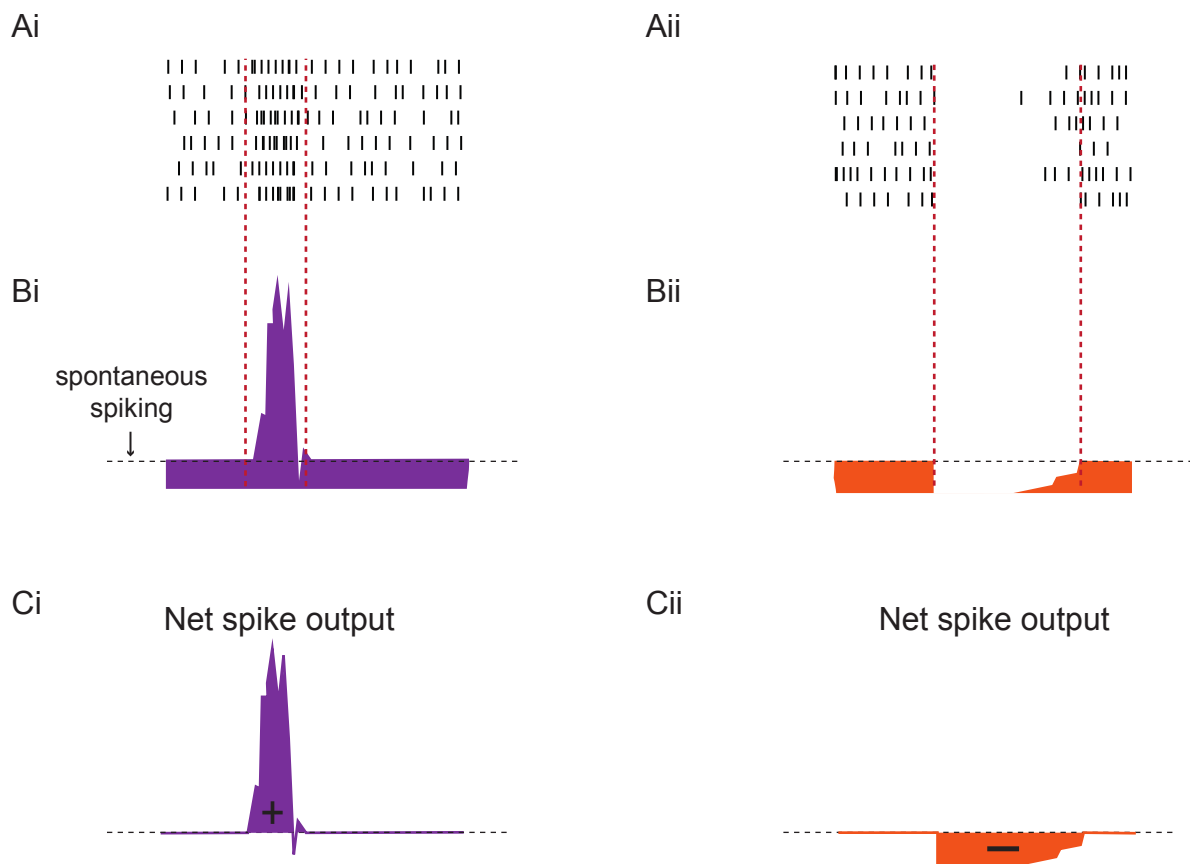 Ai
Aii
Bi
Bii
spontaneous
spiking
Ci
Cii
Net spike output
Net spike output
+
−